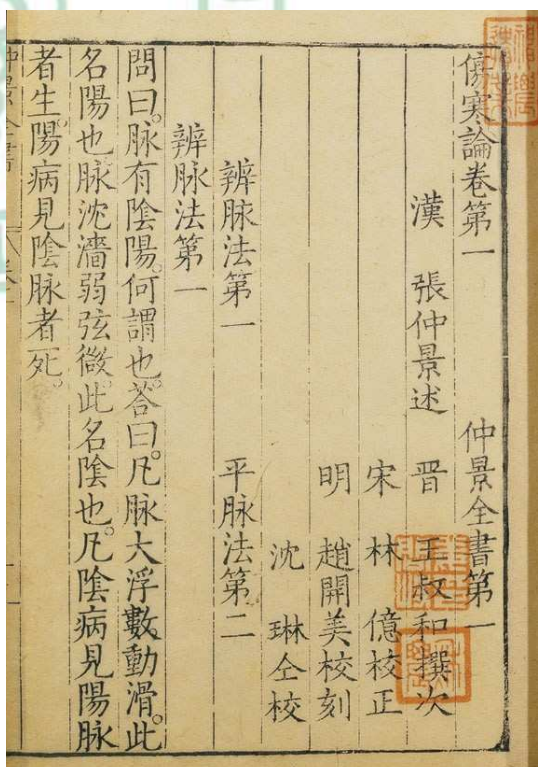 傷寒論卷第一 仲景全書第一
漢 張仲景述 晉 王叔和撰次
宋 林 億校正
明 趙開美校刻
沈 琳仝校
辨脉法第一 平脉法第二
辨脉法第一
問曰。脉有陰陽。何謂也。荅曰。凡脉大浮數動滑。此
名陽也。脉沈濇弱弦微。此名陰也。凡陰病見陽脉
者生。陽病見陰脉者死。